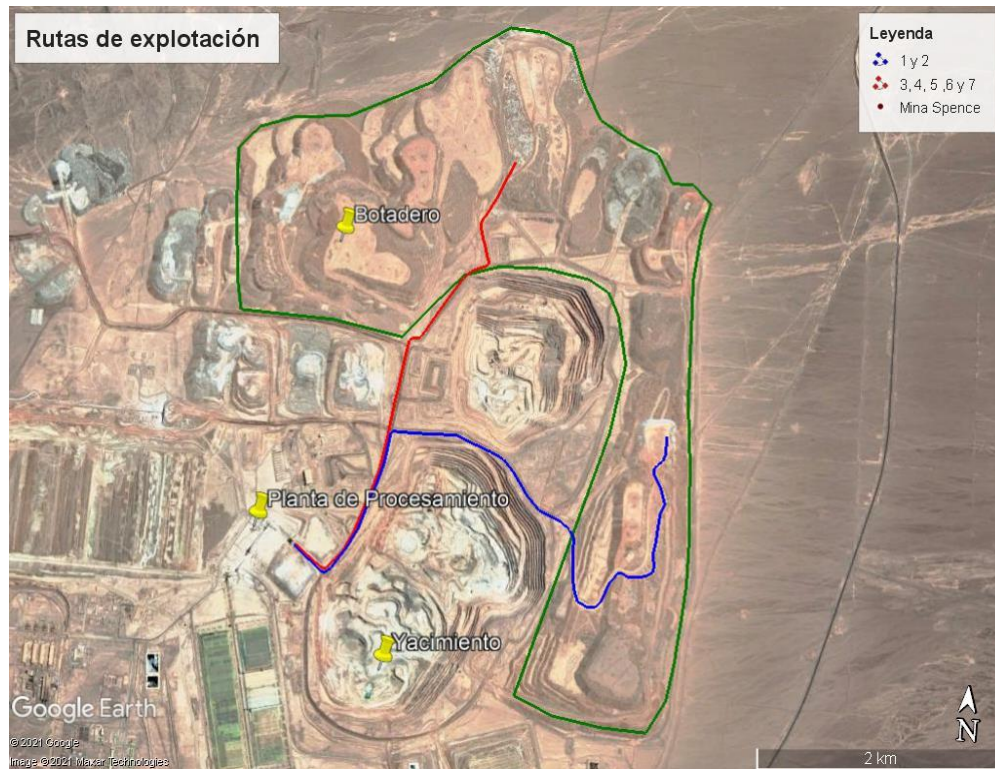 Rutas de explotación
Leyenda
1 y 2
3, 4, 5 ,6 y 7
Mina Spence
Botadero
Planta de Procesamiento
Yacimiento
Google Earth
© 2021 Google
Image © 2021 Maxar Technologies
N
2 km